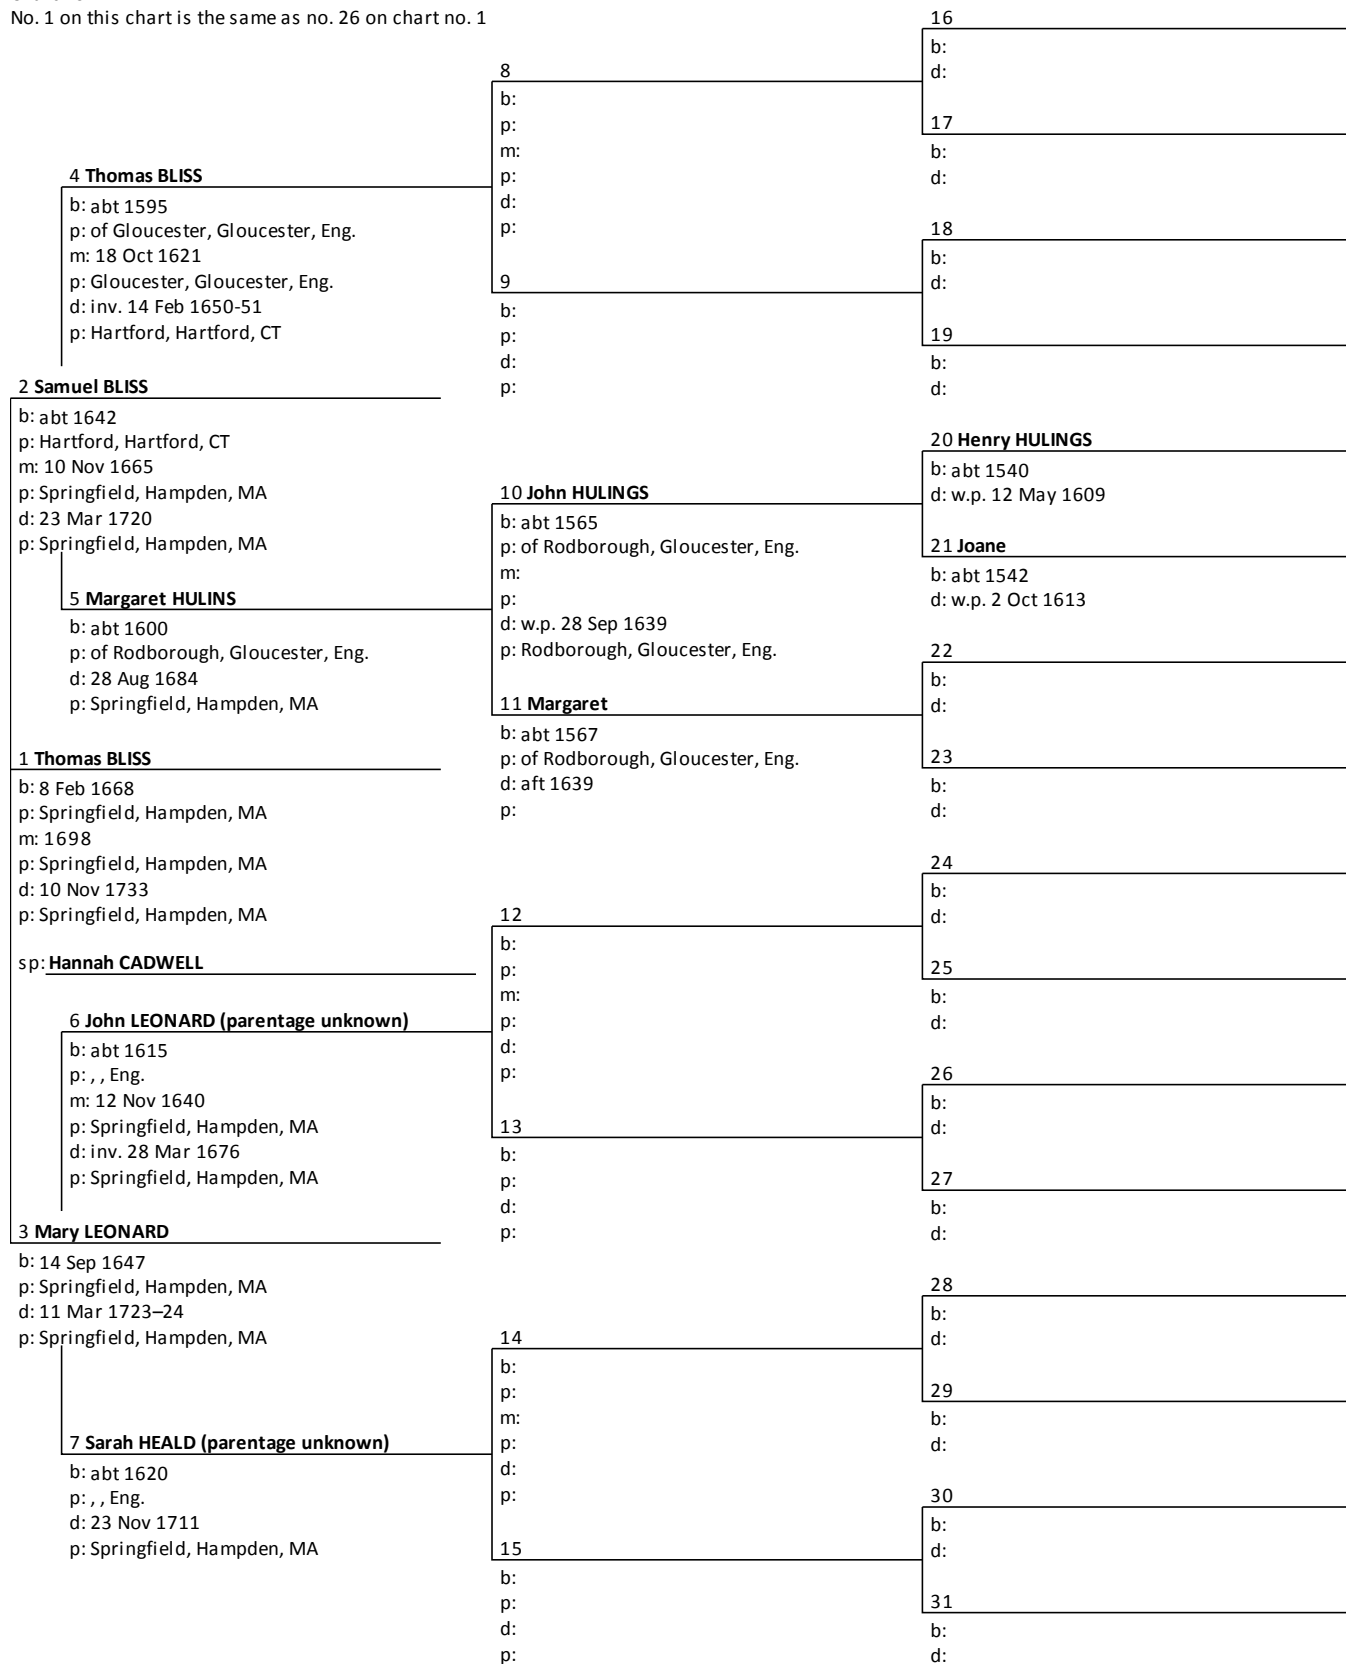 No. 1 on this chart is the same as no. 26 on chart no. 1
4 Thomas BLISS
b: abt 1595
p: of Gloucester, Gloucester, Eng.
m: 18 Oct 1621
p: Gloucester, Gloucester, Eng.
d: inv. 14 Feb 1650-51
p: Hartford, Hartford, CT
2 Samuel BLISS
b: abt 1642
p: Hartford, Hartford, CT
m: 10 Nov 1665
p: Springfield, Hampden, MA
d: 23 Mar 1720
p: Springfield, Hampden, MA
5 Margaret HULINS
b: abt 1600
p: of Rodborough, Gloucester, Eng.
d: 28 Aug 1684
p: Springfield, Hampden, MA
1 Thomas BLISS
b: 8 Feb 1668
p: Springfield, Hampden, MA
m: 1698
p: Springfield, Hampden, MA
d: 10 Nov 1733
p: Springfield, Hampden, MA
sp: Hannah CADWELL
6 John LEONARD (parentage unknown)
b: abt 1615
p: , , Eng.
m: 12 Nov 1640
p: Springfield, Hampden, MA
d: inv. 28 Mar 1676
p: Springfield, Hampden, MA
3 Mary LEONARD
b: 14 Sep 1647
p: Springfield, Hampden, MA
d: 11 Mar 1723–24
p: Springfield, Hampden, MA
7 Sarah HEALD (parentage unknown)
b: abt 1620
p: , , Eng.
d: 23 Nov 1711
p: Springfield, Hampden, MA
8
b:
p:
m:
p:
d:
p:
9
b:
p:
d:
p:
10 John HULINGS
b: abt 1565
p: of Rodborough, Gloucester, Eng.
m:
p:
d: w.p. 28 Sep 1639
p: Rodborough, Gloucester, Eng.
11 Margaret
b: abt 1567
p: of Rodborough, Gloucester, Eng.
d: aft 1639
p:
12
b:
p:
m:
p:
d:
p:
13
b:
p:
d:
p:
14
b:
p:
m:
p:
d:
p:
15
b:
p:
d:
p:
16
b:
d:
17
b:
d:
18
b:
d:
19
b:
d:
20 Henry HULINGS
b: abt 1540
d: w.p. 12 May 1609
21 Joane
b: abt 1542
d: w.p. 2 Oct 1613
22
b:
d:
23
b:
d:
24
b:
d:
25
b:
d:
26
b:
d:
27
b:
d:
28
b:
d:
29
b:
d:
30
b:
d:
31
b:
d: